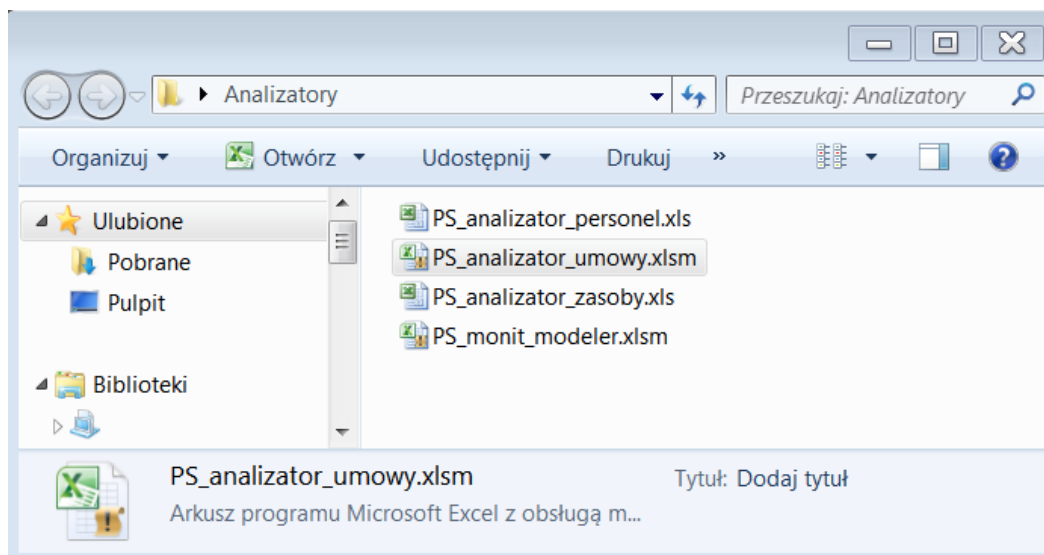 Analizatory
Przeszukaj: Analizatory
Organizuj Otwórz Udostępnij Drukuj »
Ulubione
Pobrane
Pulpit
Biblioteki
PS_analizator_personel.xls
PS_analizator_umowy.xlsm
PS_analizator_zasoby.xls
PS_monit_modeler.xlsm
PS_analizator_umowy.xlsm Tytuł: Dodaj tytuł
Arkusz programu Microsoft Excel z obsługą m...